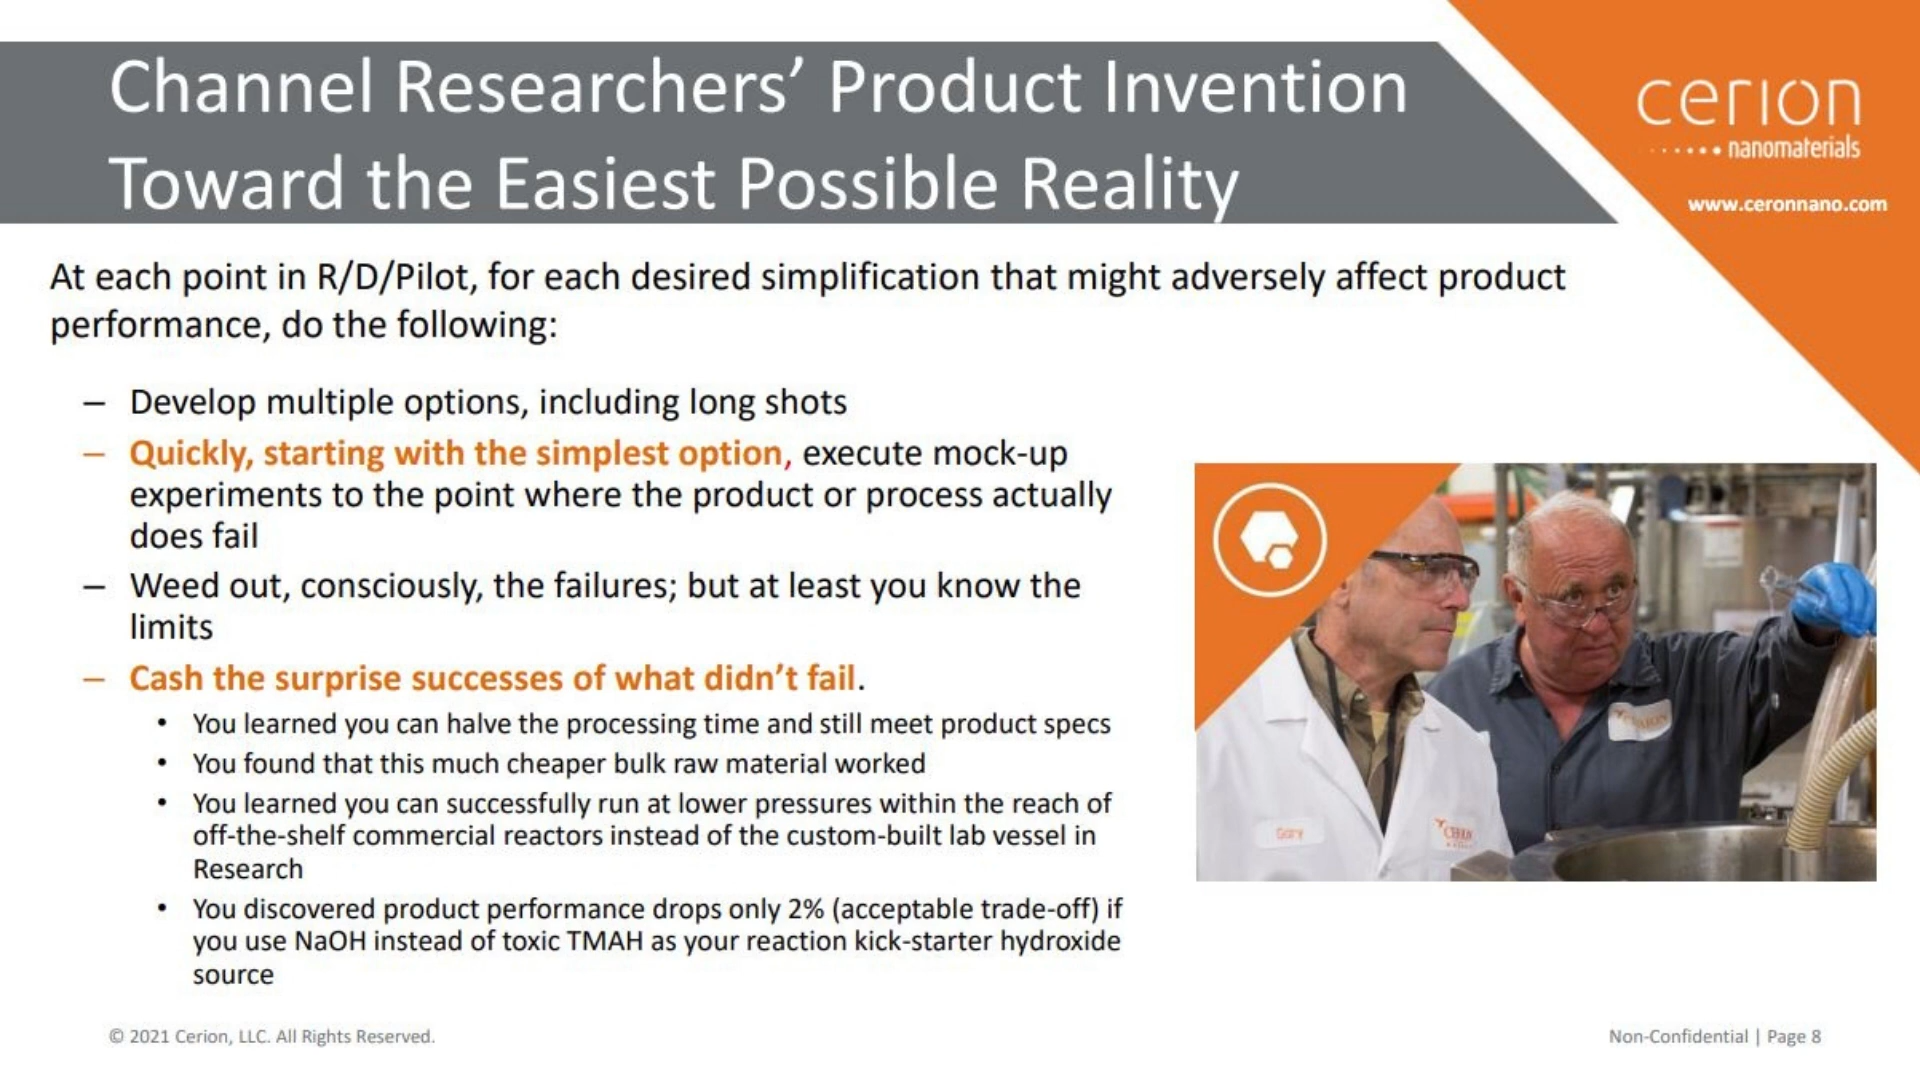 Channel Researchers’ Product Invention
Toward the Easiest Possible Reality
cerion
nanomaterials
www.ceronnano.com
At each point in R/D/Pilot, for each desired simplification that might adversely affect product
performance, do the following:
– Develop multiple options, including long shots
– Quickly, starting with the simplest option, execute mock-up
experiments to the point where the product or process actually
does fail
– Weed out, consciously, the failures; but at least you know the
limits
– Cash the surprise successes of what didn’t fail.
• You learned you can halve the processing time and still meet product specs
• You found that this much cheaper bulk raw material worked
• You learned you can successfully run at lower pressures within the reach of
off-the-shelf commercial reactors instead of the custom-built lab vessel in
Research
• You discovered product performance drops only 2% (acceptable trade-off) if
you use NaOH instead of toxic TMAH as your reaction kick-starter hydroxide
source
Gary
© 2021 Cerion, LLC. All Rights Reserved.
Non-Confidential | Page 8